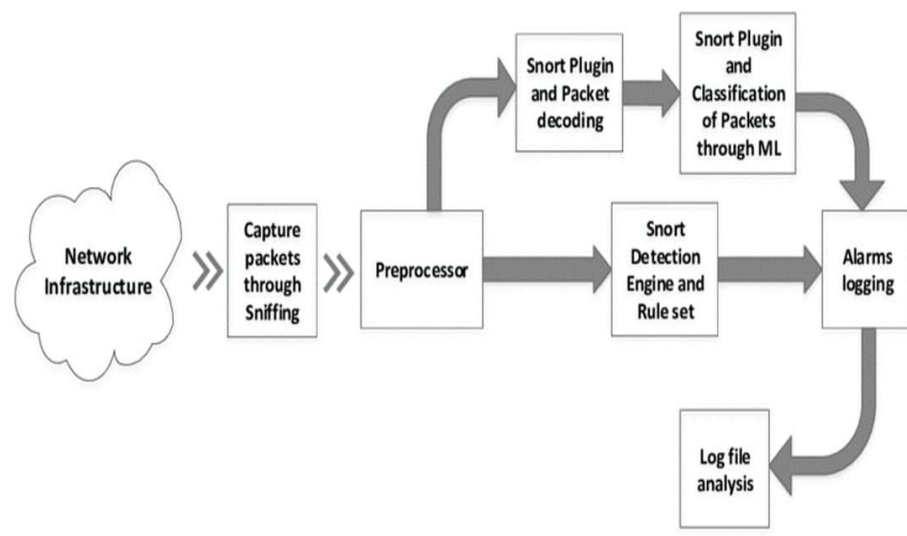 Network
Infrastructure
Capture
packets
through
Sniffing
Preprocessor
Snort Plugin
and Packet
decoding
Snort Plugin
and
Classification
of Packets
through ML
Snort
Detection
Engine and
Rule set
Alarms
logging
Log file
analysis